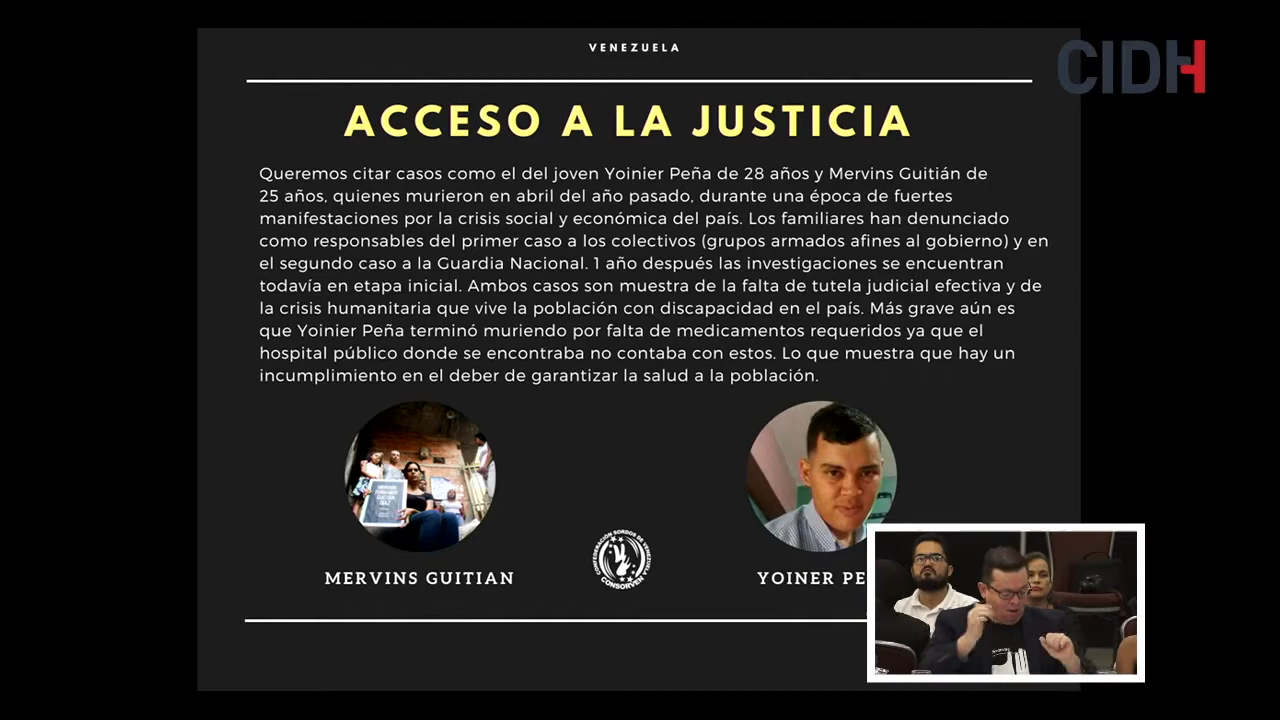 VENEZUELA
CIDH
ACCESO A LA JUSTICIA
Queremos citar casos como el del joven Yoinier Peña de 28 años y Mervins Guitián de
25 años, quienes murieron en abril del año pasado, durante una época de fuertes
manifestaciones por la crisis social y económica del país. Los familiares han denunciado
como responsables del primer caso a los colectivos (grupos armados afines al gobierno) y en
el segundo caso a la Guardia Nacional. 1 año después las investigaciones se encuentran
todavía en etapa inicial. Ambos casos son muestra de la falta de tutela judicial efectiva y de
la crisis humanitaria que vive la población con discapacidad en el país. Más grave aún es
que Yoinier Peña terminó muriendo por falta de medicamentos requeridos ya que el
hospital público donde se encontraba no contaba con estos. Lo que muestra que hay un
incumplimiento en el deber de garantizar la salud a la población.
CONFEDERACIÓN SORDOS DE VENEZUELA
CONSORVEN
MERVINS GUITIAN
YOINER PE